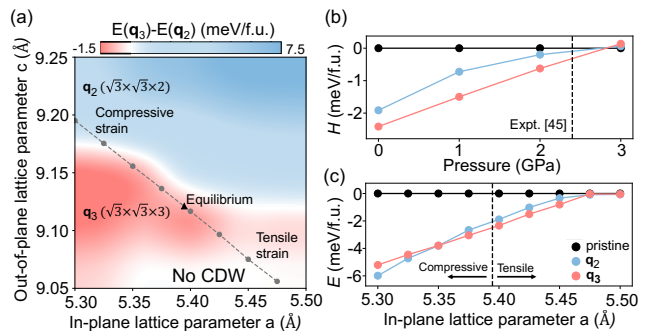 (a)
E(q₃)-E(q₂) (meV/f.u.)
-1.5
7.5
Out-of-plane lattice parameter c (Å)
9.25
9.20
9.15
9.10
9.05
q₂ (√3×√3×2)
Compressive
strain
q₃ (√3×√3×3)
Equilibrium
Tensile
strain
No CDW
5.30
5.35
5.40
5.45
5.50
In-plane lattice parameter a (Å)
(b)
H (meV/f.u.)
0
-1
-2
Expt. [45]
0
1
2
3
Pressure (GPa)
(c)
E (meV/f.u.)
0
-2
-4
-6
pristine
q₂
q₃
Compressive
Tensile
5.30
5.35
5.40
5.45
5.50
In-plane lattice parameter a (Å)